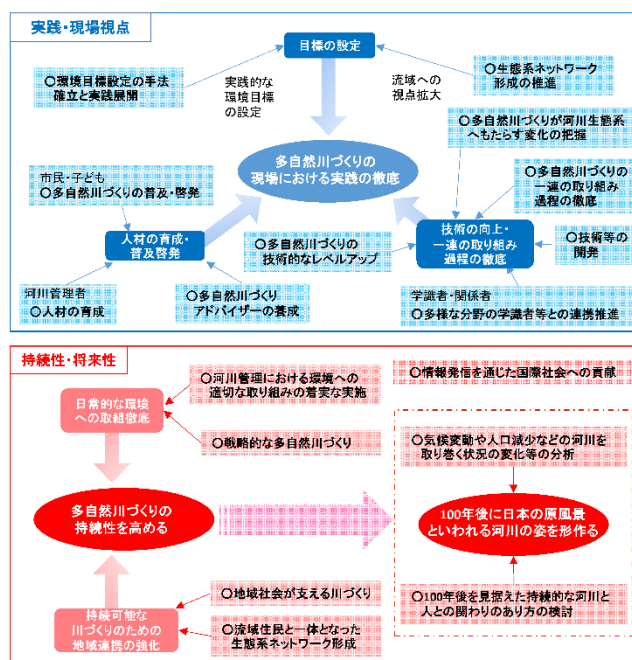 実践・現場視点
目標の設定
〇環境目標設定の手法
確立と実践展開
実践的な
環境目標
の設定
流域への
視点拡大
〇生態系ネットワーク
形成の推進
〇多自然川づくりが河川生態系
へもたらす変化の把握
多自然川づくりの
現場における実践の徹底
市民・子ども
〇多自然川づくりの普及・啓発
〇多自然川づくりの
一連の取り組み
過程の徹底
人材の育成・
普及啓発
〇多自然川づくりの
技術的なレベルアップ
技術の向上・
一連の取り組み
過程の徹底
〇技術等の
開発
河川管理者
〇人材の育成
〇多自然川づくり
アドバイザーの養成
学識者・関係者
〇多様な分野の学識者等との連携推進
持続性・将来性
日常的な環境
への取組徹底
〇河川管理における環境への
適切な取り組みの着実な実施
〇情報発信を通じた国際社会への貢献
〇戦略的な多自然川づくり
〇気候変動や人口減少などの河川を
取り巻く状況の変化等の分析
多自然川づくりの
持続性を高める
100年後に日本の原風景
といわれる河川の姿を形作る
〇地域社会が支える川づくり
〇100年後を見据えた持続的な河川と
人との関わりのあり方の検討
持続可能な
川づくりのための
地域連携の強化
〇流域住民と一体となった
生態系ネットワーク形成